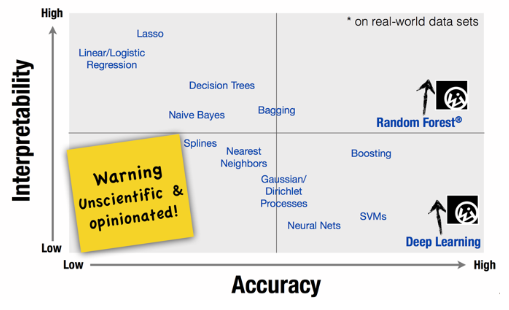 High
* on real-world data sets
Lasso
Linear/Logistic
Regression
Decision Trees
Naive Bayes
Bagging
Random Forest®
Splines
Nearest
Neighbors
Boosting
Gaussian/
Dirichlet
Processes
Neural Nets
SVMs
Deep Learning
Warning
Unscientific &
opinionated!
Interpretability
Low
Low
High
Accuracy